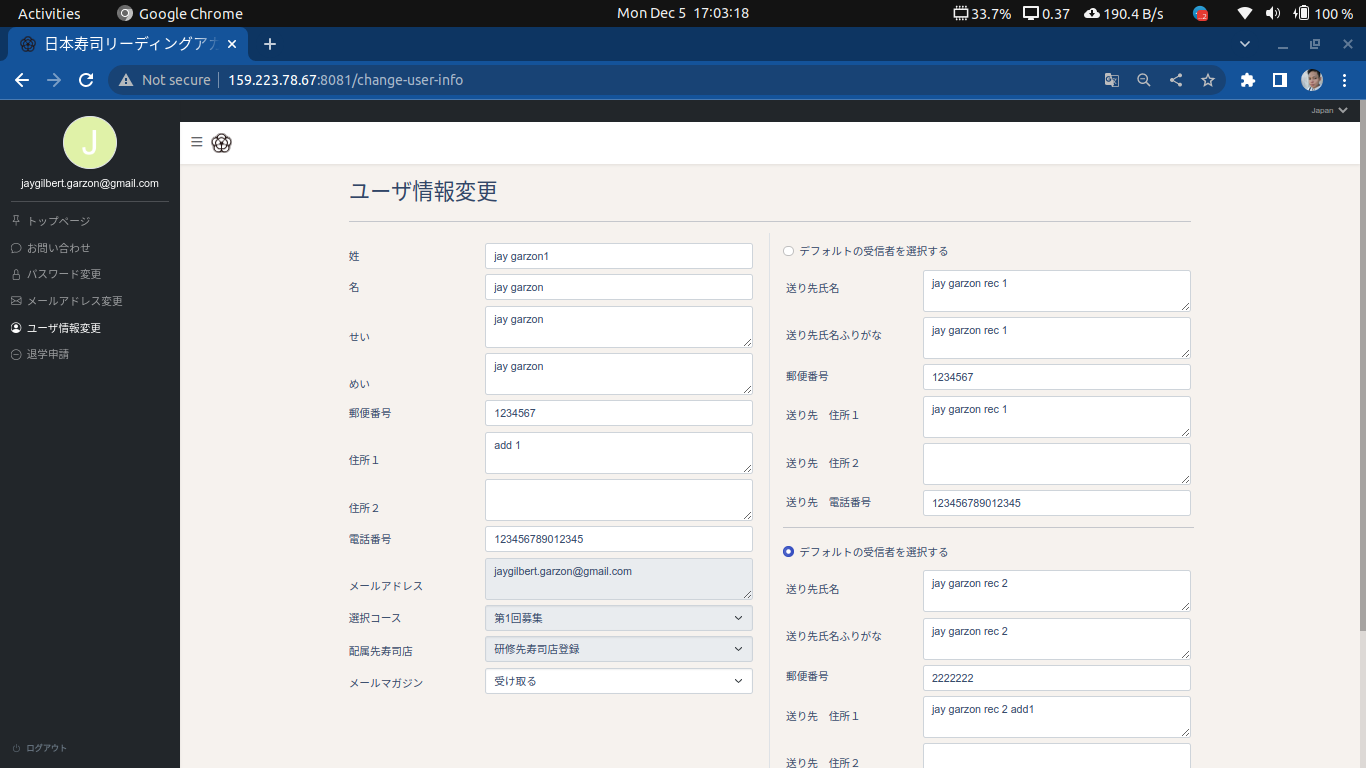 Activities
Google Chrome
Mon Dec 5 17:03:18
33.7%
0.37
190.4 B/s
100 %
日本寿司リーディングアカ
Not secure
159.223.78.67:8081/change-user-info
Japan
J
jaygilbert.garzon@gmail.com
トップページ
お問い合わせ
パスワード変更
メールアドレス変更
ユーザ情報変更
退学申請
ログアウト
ユーザ情報変更
姓 jay garzon1
名 jay garzon
せい jay garzon
めい jay garzon
郵便番号 1234567
住所１ add 1
住所２
電話番号 123456789012345
メールアドレス jaygilbert.garzon@gmail.com
選択コース 第1回募集
配属先寿司店 研修先寿司店登録
メールマガジン 受け取る
デフォルトの受信者を選択する
送り先氏名 jay garzon rec 1
送り先氏名ふりがな jay garzon rec 1
郵便番号 1234567
送り先　住所１ jay garzon rec 1
送り先　住所２
送り先　電話番号 123456789012345
デフォルトの受信者を選択する
送り先氏名 jay garzon rec 2
送り先氏名ふりがな jay garzon rec 2
郵便番号 2222222
送り先　住所１ jay garzon rec 2 add1
送り先　住所２